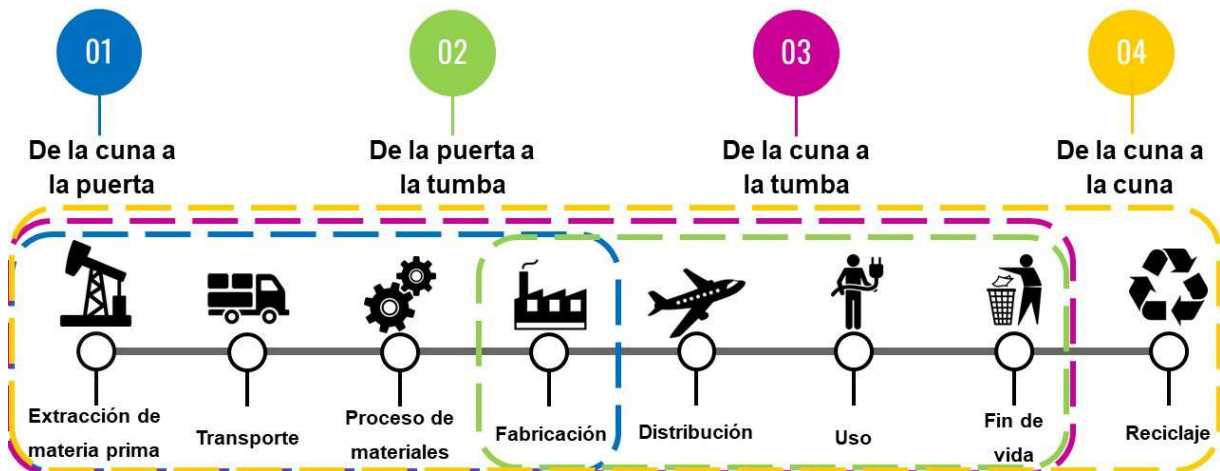 01
02
03
04
De la cuna a
la puerta
De la puerta a
la tumba
De la cuna a
la tumba
De la cuna a
la cuna
Extracción de
materia prima
Transporte
Proceso de
materiales
Fabricación
Distribución
Uso
Fin de
vida
Reciclaje